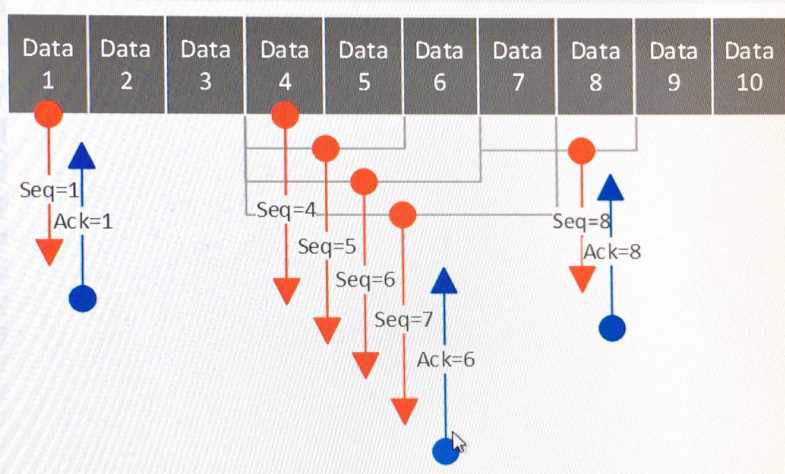 Data Data Data Data Data Data Data Data Data Data
1 2 3 4 5 6 7 8 9 10
Seq=1
Ack=1
Seq=4
Seq=5
Seq=6
Seq=7
Ack=6
Seq=8
Ack=8